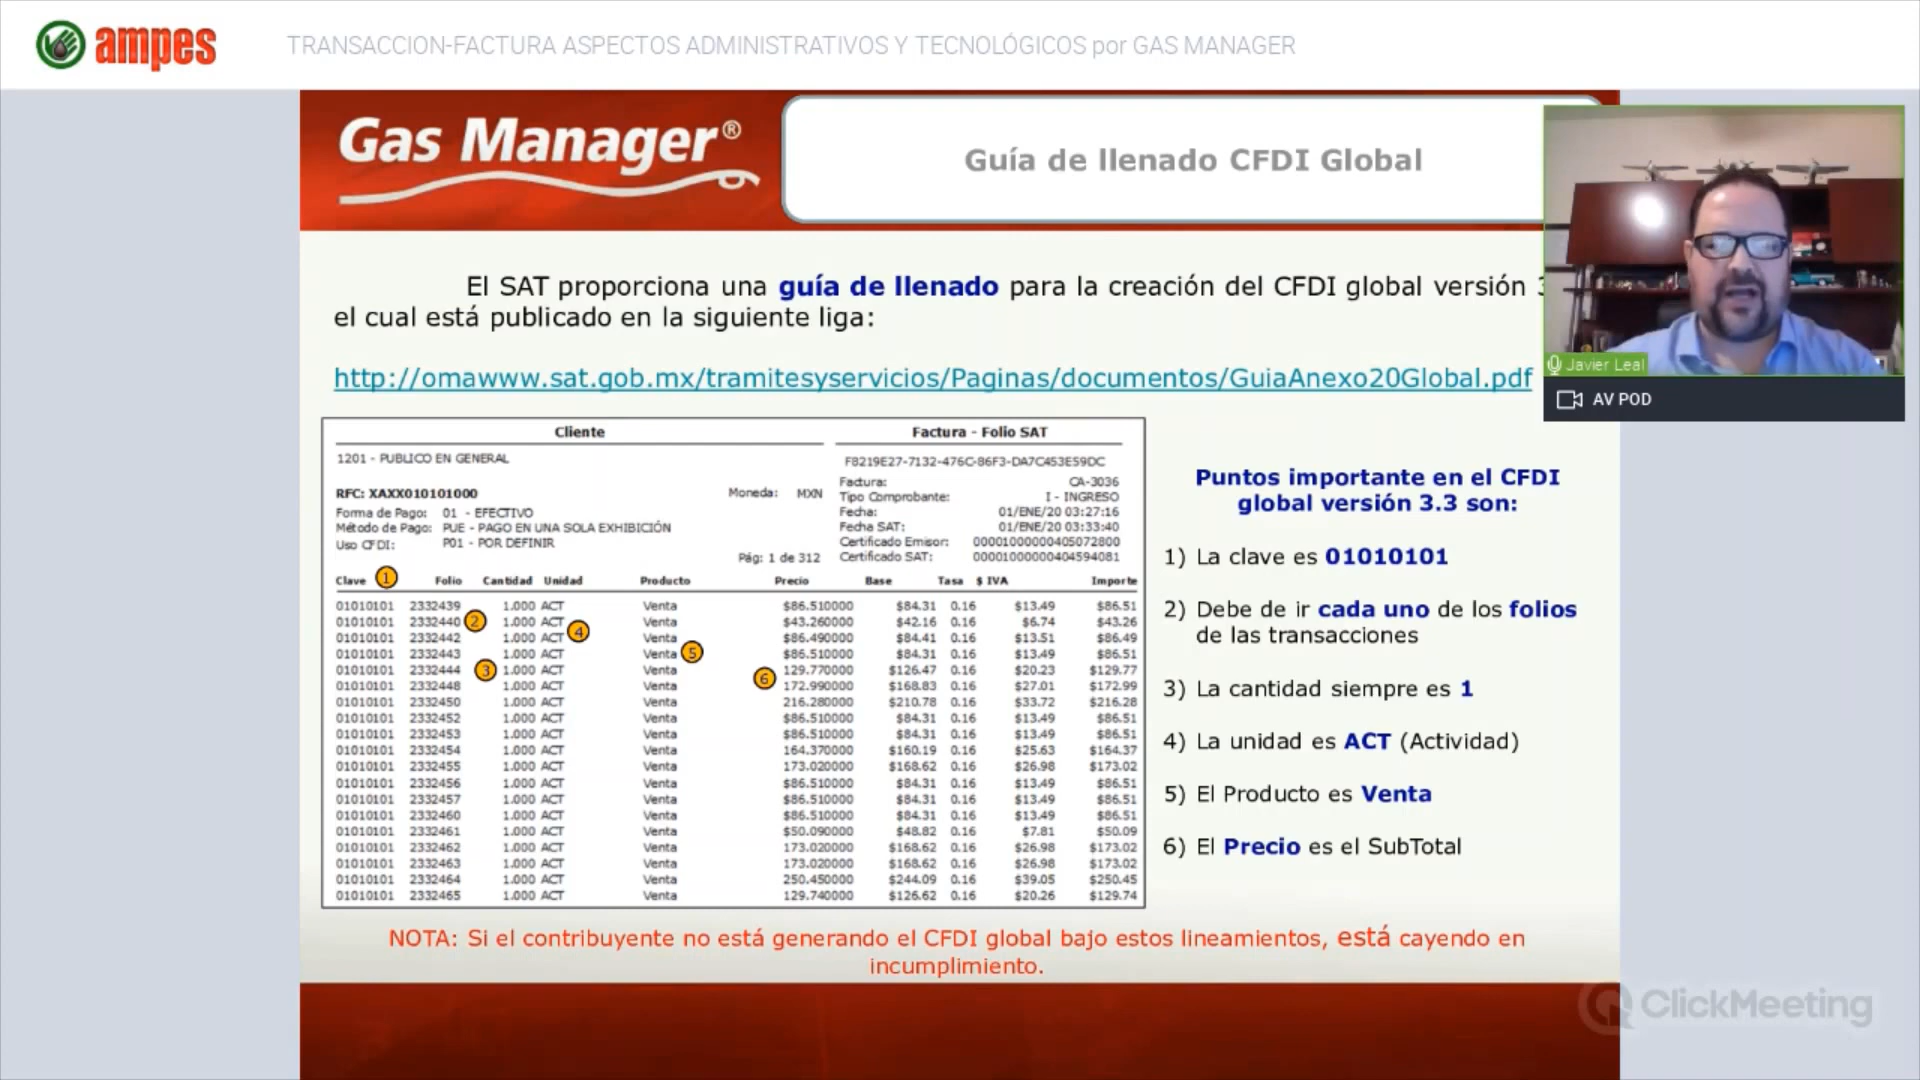 ampes
TRANSACCION-FACTURA ASPECTOS ADMINISTRATIVOS Y TECNOLÓGICOS por GAS MANAGER
Gas Manager®
Guía de llenado CFDI Global
Javier Leal
AV POD
El SAT proporciona una guía de llenado para la creación del CFDI global versión
el cual está publicado en la siguiente liga:
http://omawww.sat.gob.mx/tramitesyservicios/Paginas/documentos/GuiaAnexo20Global.pdf
Cliente
1201 - PUBLICO EN GENERAL
RFC: XAXX010101000 Moneda: MXN
Forma de Pago: 01 - EFECTIVO
Método de Pago: PUE - PAGO EN UNA SOLA EXHIBICIÓN
Uso CFDI: P01 - POR DEFINIR
Pág: 1 de 312
Factura - Folio SAT
F8219E27-7132-476C-86F3-DA7C453E59DC
Factura: CA-3036
Tipo Comprobante: I - INGRESO
Fecha: 01/ENE/20 03:27:16
Fecha SAT: 01/ENE/20 03:33:40
Certificado Emisor: 00001000000405072800
Certificado SAT: 00001000000404594081
Clave 1 Folio Cantidad Unidad Producto Precio Base Tasa $ IVA Importe
01010101 2332439 1.000 ACT Venta $86.510000 $84.31 0.16 $13.49 $86.51
01010101 2332440 2 1.000 ACT Venta $43.260000 $42.16 0.16 $6.74 $43.26
01010101 2332442 1.000 ACT 4 Venta $86.490000 $84.41 0.16 $13.51 $86.49
01010101 2332443 1.000 ACT Venta 5 $86.510000 $84.31 0.16 $13.49 $86.51
01010101 2332444 3 1.000 ACT Venta 129.770000 $126.47 0.16 $20.23 $129.77
01010101 2332448 1.000 ACT Venta 6 172.990000 $168.83 0.16 $27.01 $172.99
01010101 2332450 1.000 ACT Venta 216.280000 $210.78 0.16 $33.72 $216.28
01010101 2332452 1.000 ACT Venta $86.510000 $84.31 0.16 $13.49 $86.51
01010101 2332453 1.000 ACT Venta $86.510000 $84.31 0.16 $13.49 $86.51
01010101 2332454 1.000 ACT Venta 164.370000 $160.19 0.16 $25.63 $164.37
01010101 2332455 1.000 ACT Venta 173.020000 $168.62 0.16 $26.98 $173.02
01010101 2332456 1.000 ACT Venta $86.510000 $84.31 0.16 $13.49 $86.51
01010101 2332457 1.000 ACT Venta $86.510000 $84.31 0.16 $13.49 $86.51
01010101 2332460 1.000 ACT Venta $86.510000 $84.31 0.16 $13.49 $86.51
01010101 2332461 1.000 ACT Venta $50.090000 $48.82 0.16 $7.81 $50.09
01010101 2332462 1.000 ACT Venta 173.020000 $168.62 0.16 $26.98 $173.02
01010101 2332463 1.000 ACT Venta 173.020000 $168.62 0.16 $26.98 $173.02
01010101 2332464 1.000 ACT Venta 250.450000 $244.09 0.16 $39.05 $250.45
01010101 2332465 1.000 ACT Venta 129.740000 $126.62 0.16 $20.26 $129.74
Puntos importante en el CFDI
global versión 3.3 son:
1) La clave es 01010101
2) Debe de ir cada uno de los folios
de las transacciones
3) La cantidad siempre es 1
4) La unidad es ACT (Actividad)
5) El Producto es Venta
6) El Precio es el SubTotal
NOTA: Si el contribuyente no está generando el CFDI global bajo estos lineamientos, está cayendo en
incumplimiento.
ClickMeeting